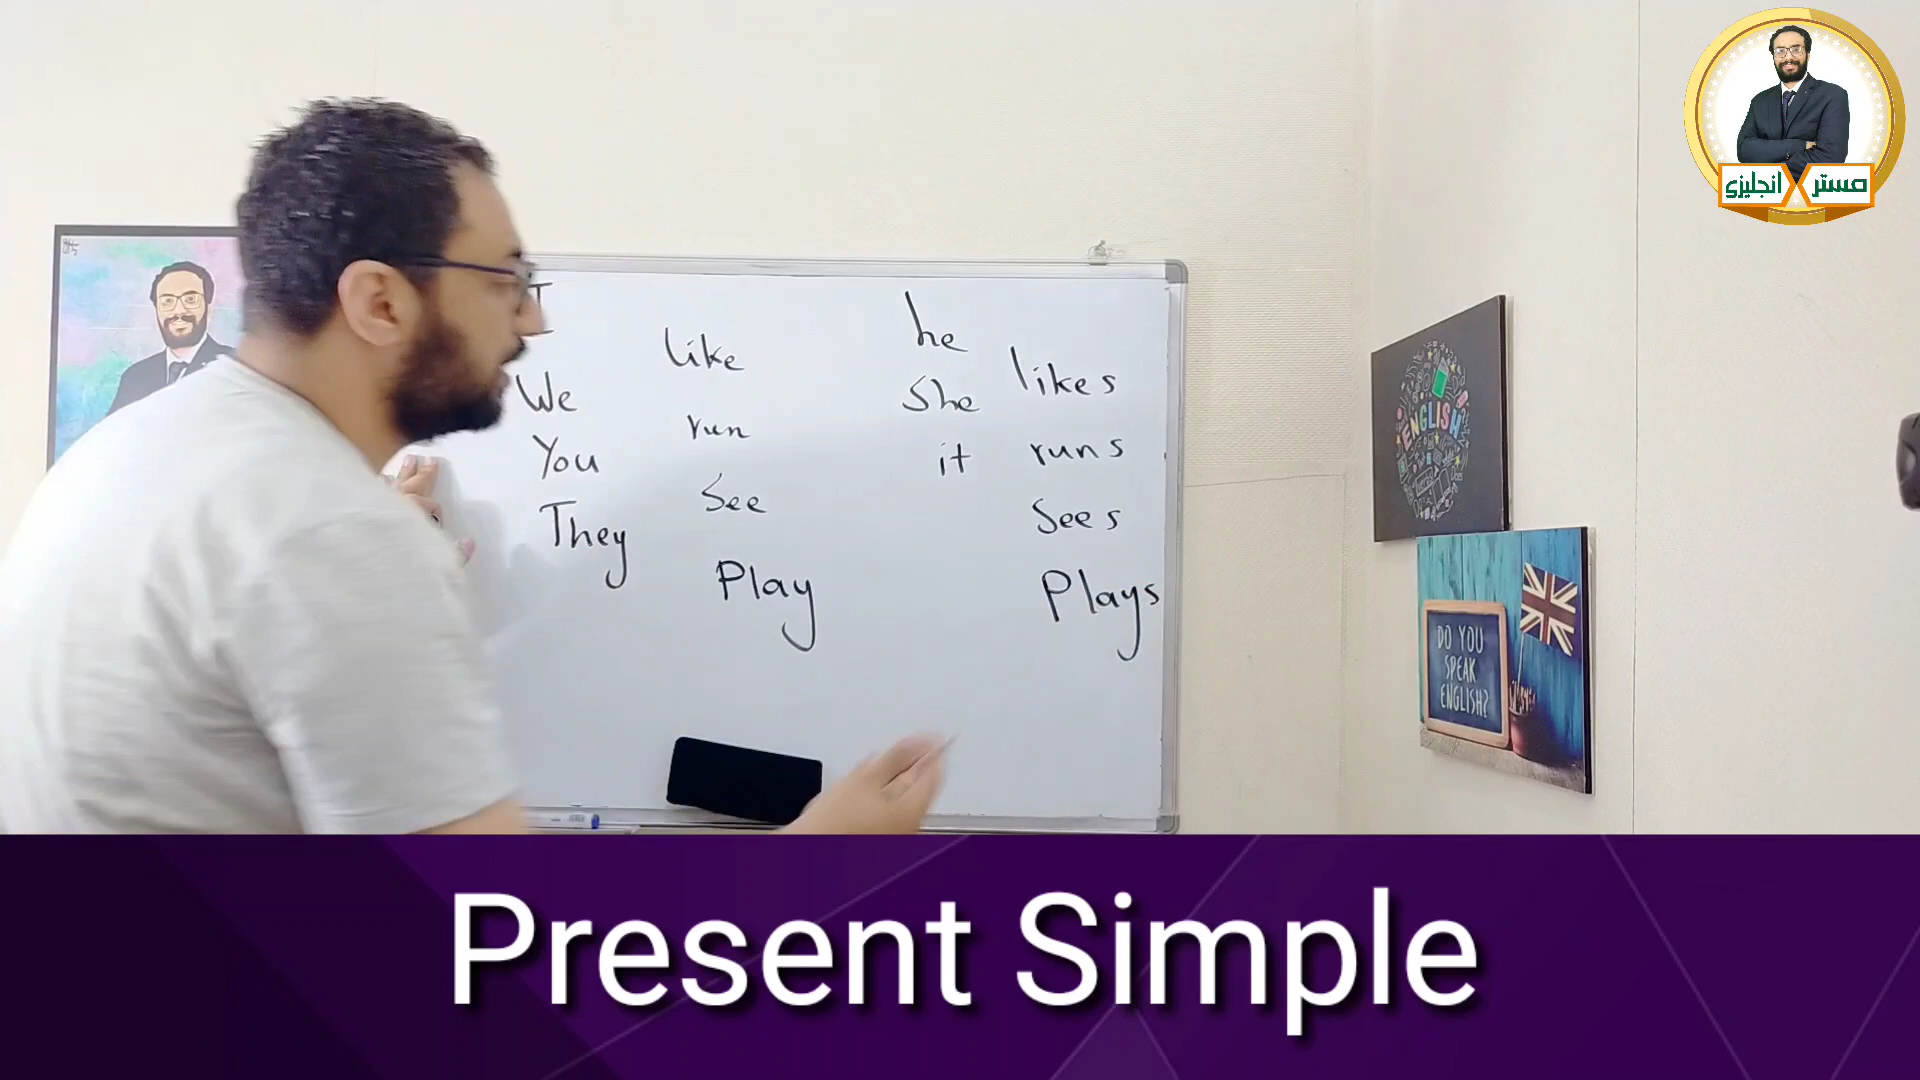 مستر X انجليزي
I
We
You
They
like
run
see
Play
he
she
it
likes
runs
sees
Plays
ENGLISH
DO YOU
SPEAK
ENGLISH?
Present Simple